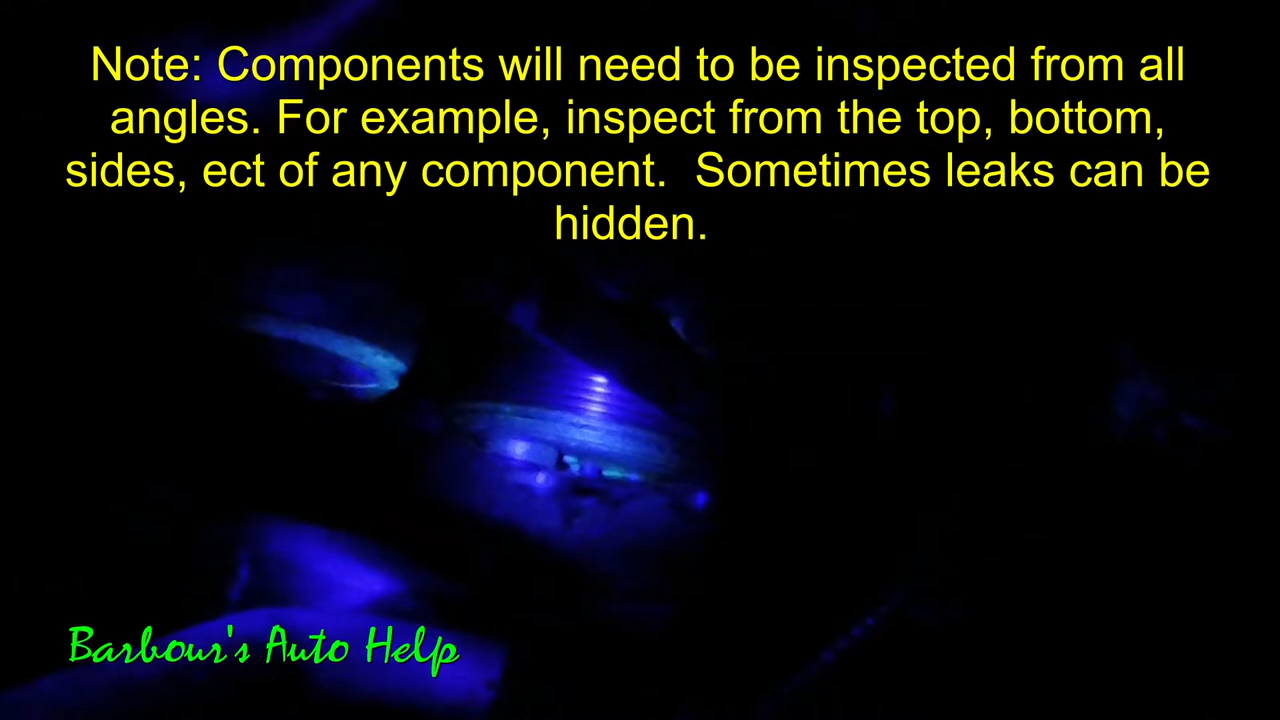 Note: Components will need to be inspected from all
angles. For example, inspect from the top, bottom,
sides, ect of any component.  Sometimes leaks can be
hidden.
Barbour's Auto Help